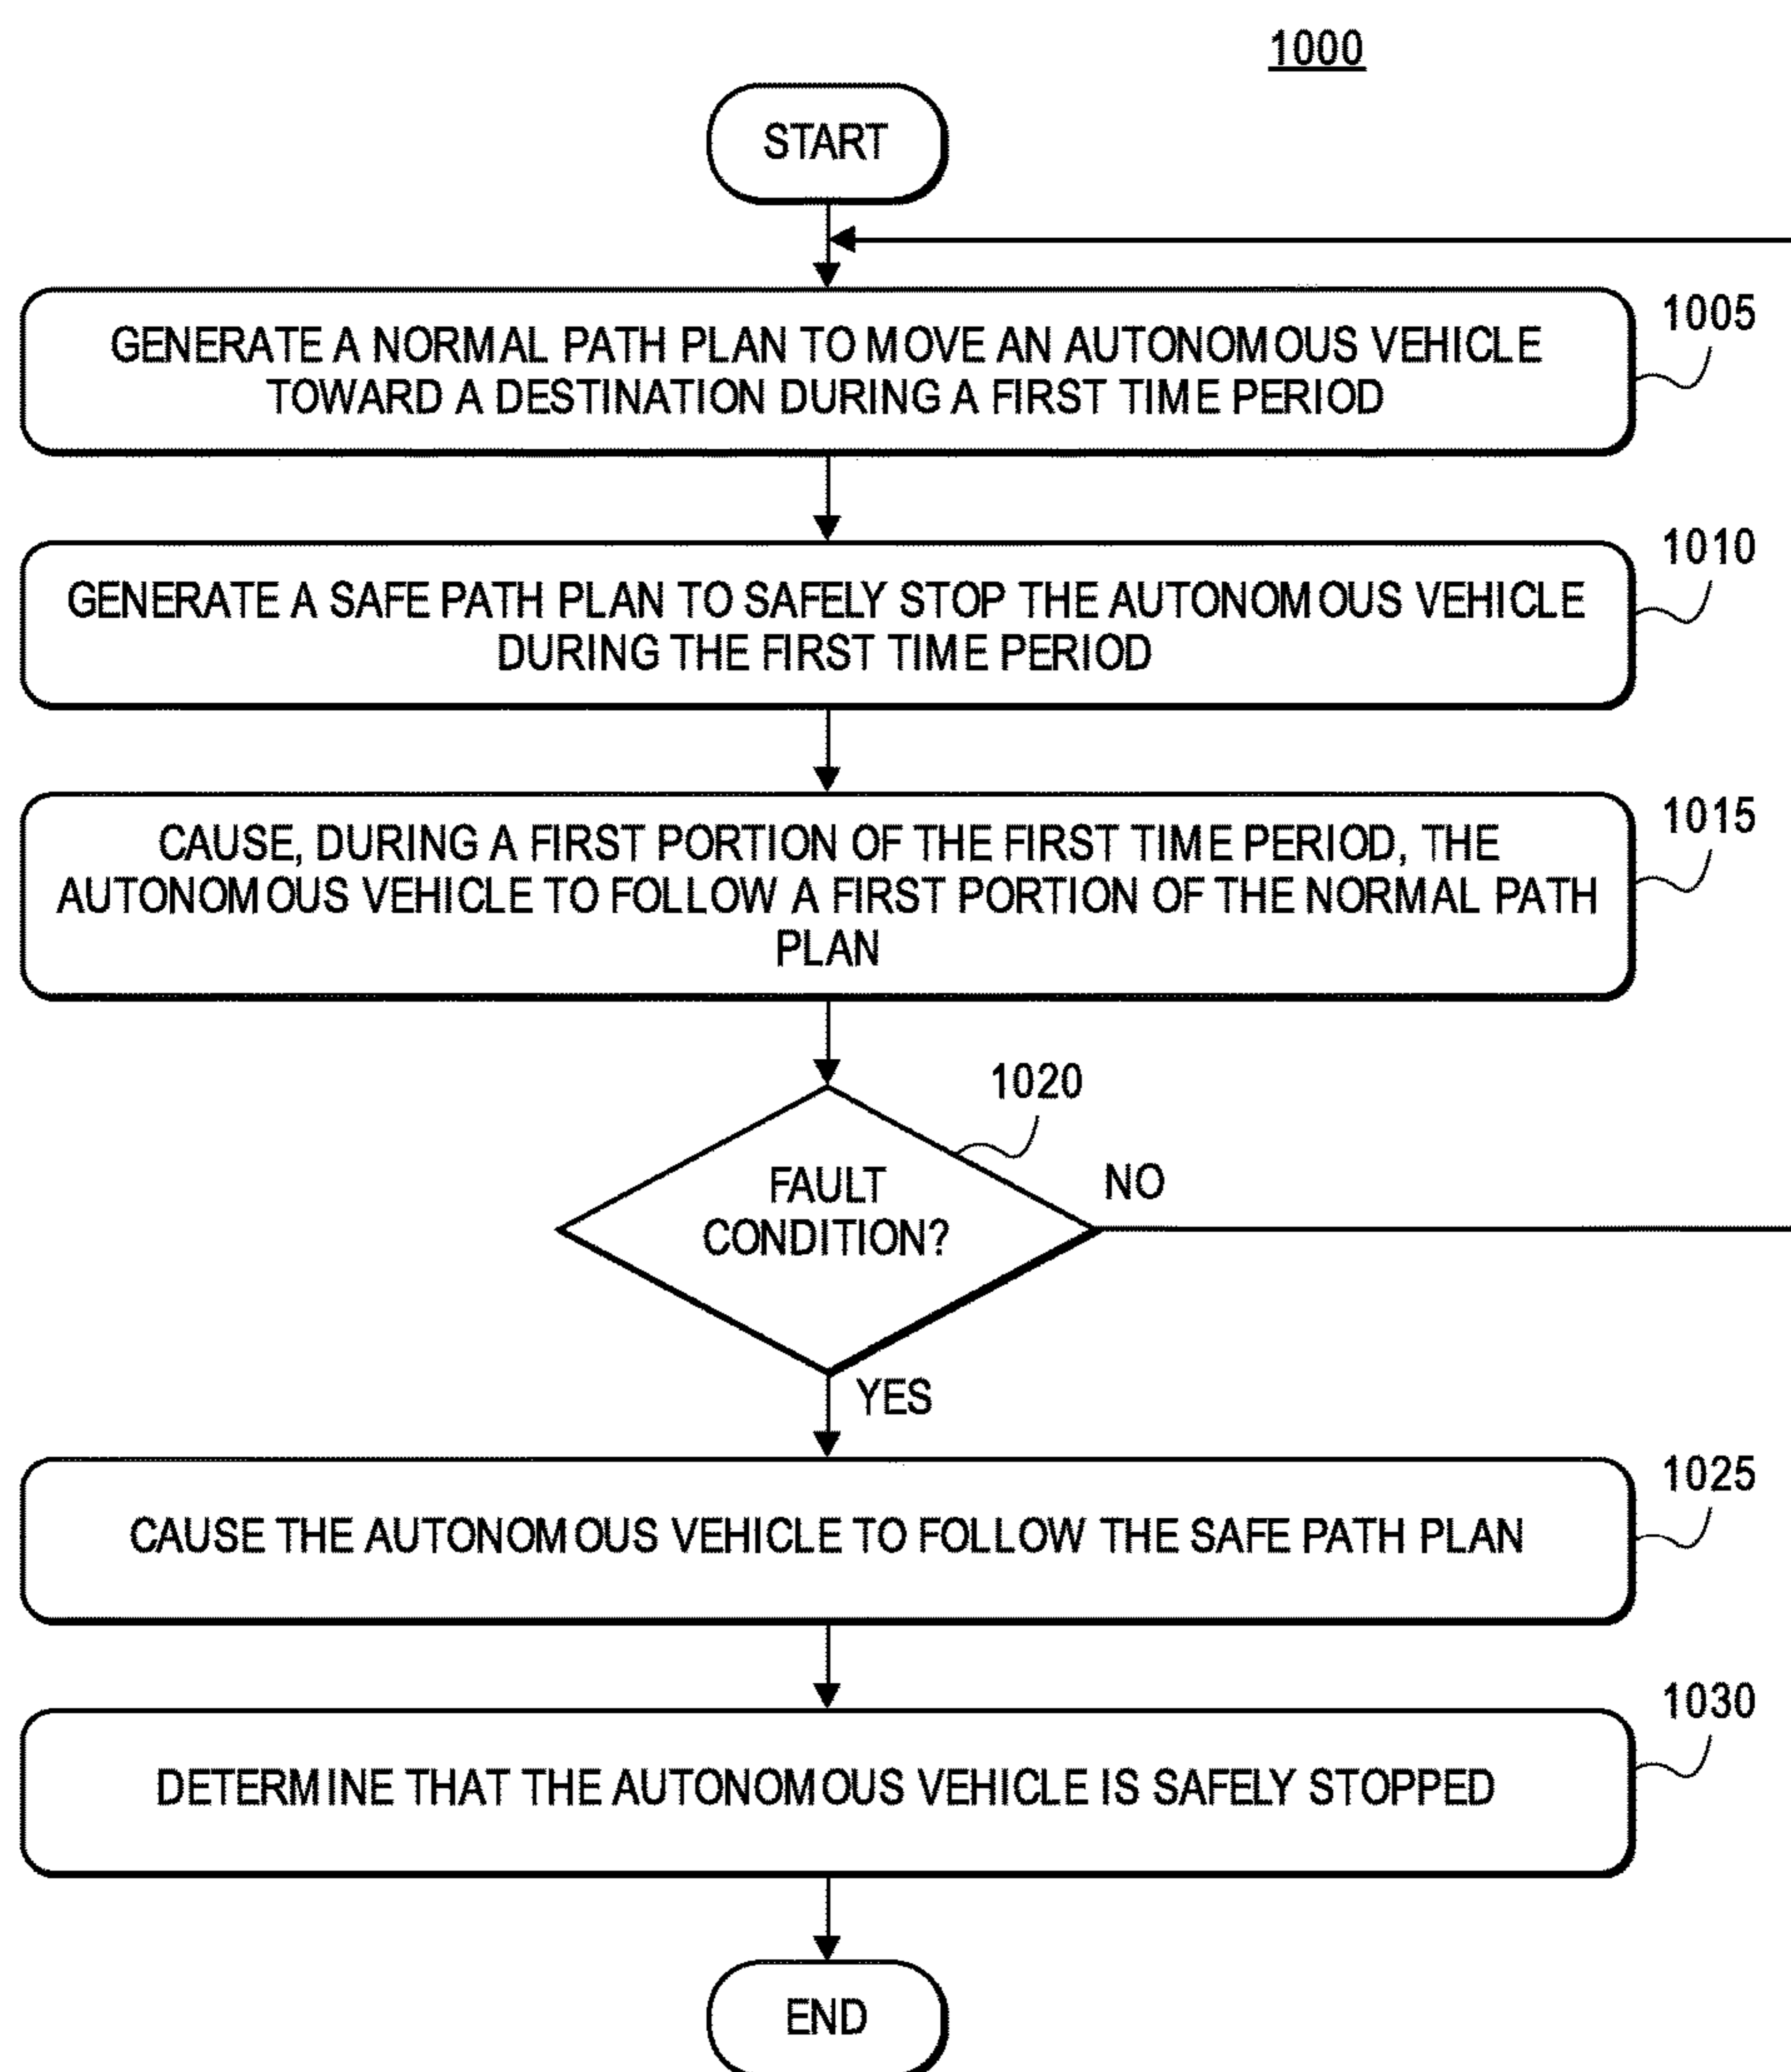 1000
START
GENERATE A NORMAL PATH PLAN TO MOVE AN AUTONOMOUS VEHICLE
TOWARD A DESTINATION DURING A FIRST TIME PERIOD
1005
GENERATE A SAFE PATH PLAN TO SAFELY STOP THE AUTONOMOUS VEHICLE
DURING THE FIRST TIME PERIOD
1010
CAUSE, DURING A FIRST PORTION OF THE FIRST TIME PERIOD, THE
AUTONOMOUS VEHICLE TO FOLLOW A FIRST PORTION OF THE NORMAL PATH
PLAN
1015
1020
FAULT
CONDITION?
NO
YES
CAUSE THE AUTONOMOUS VEHICLE TO FOLLOW THE SAFE PATH PLAN
1025
DETERMINE THAT THE AUTONOMOUS VEHICLE IS SAFELY STOPPED
1030
END